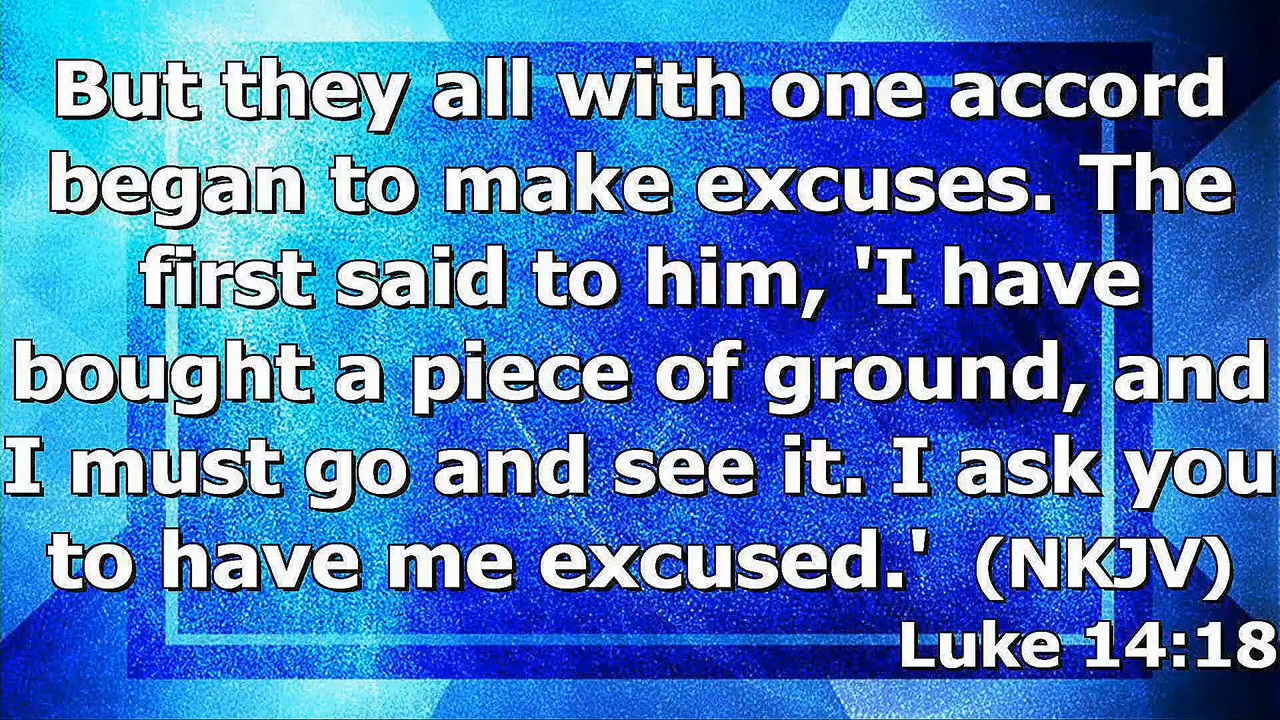 But they all with one accord
began to make excuses. The
first said to him, 'I have
bought a piece of ground, and
I must go and see it. I ask you
to have me excused.' (NKJV)
Luke 14:18